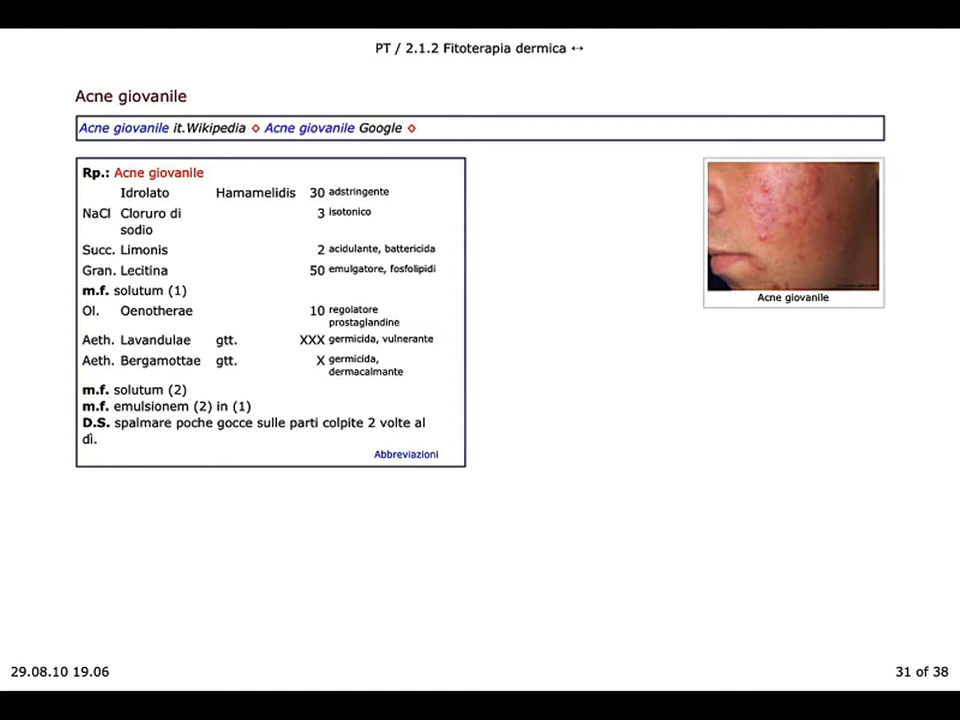 PT / 2.1.2 Fitoterapia dermica ↔
Acne giovanile
Acne giovanile it.Wikipedia ◇ Acne giovanile Google ◇
Rp.: Acne giovanile
Idrolato Hamamelidis 30 adstringente
NaCl Cloruro di sodio 3 isotonico
Succ. Limonis 2 acidulante, battericida
Gran. Lecitina 50 emulgatore, fosfolipidi
m.f. solutum (1)
Ol. Oenotherae 10 regolatore prostaglandine
Aeth. Lavandulae gtt. XXX germicida, vulnerante
Aeth. Bergamottae gtt. X germicida, dermacalmante
m.f. solutum (2)
m.f. emulsionem (2) in (1)
D.S. spalmare poche gocce sulle parti colpite 2 volte al
dì.
Abbreviazioni
Acne giovanile
29.08.10 19.06
31 of 38